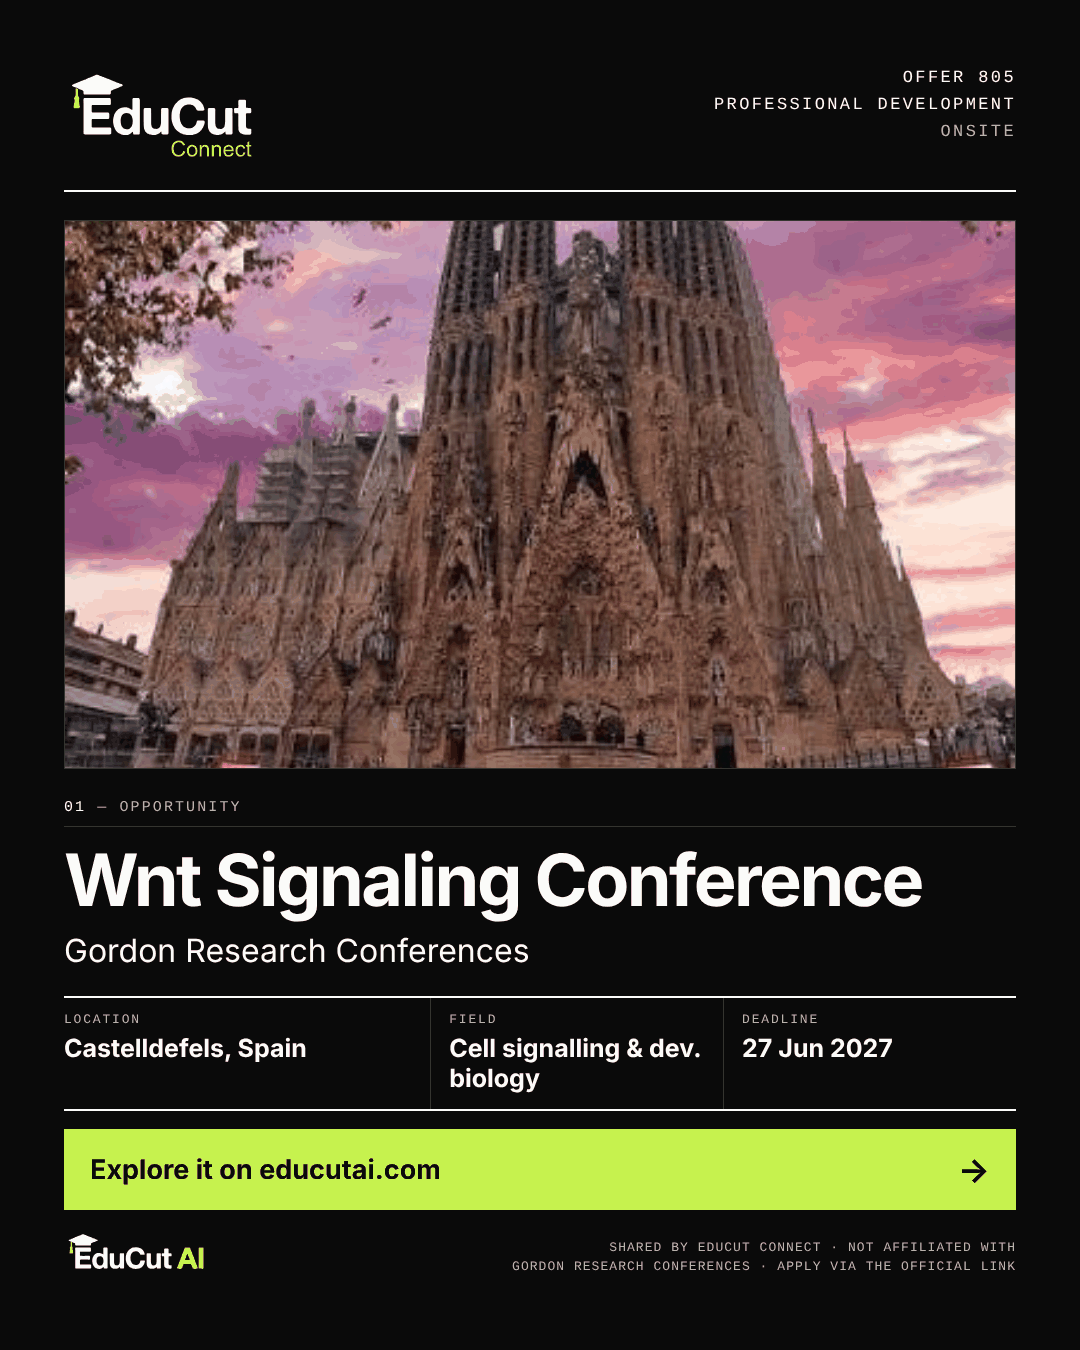 EduCut
Connect
OFFER 805
PROFESSIONAL DEVELOPMENT
ONSITE
01 — OPPORTUNITY
Wnt Signaling Conference
Gordon Research Conferences
LOCATION
Castelldefels, Spain
FIELD
Cell signalling & dev.
biology
DEADLINE
27 Jun 2027
Explore it on educutai.com →
EduCut AI
SHARED BY EDUCUT CONNECT · NOT AFFILIATED WITH
GORDON RESEARCH CONFERENCES · APPLY VIA THE OFFICIAL LINK